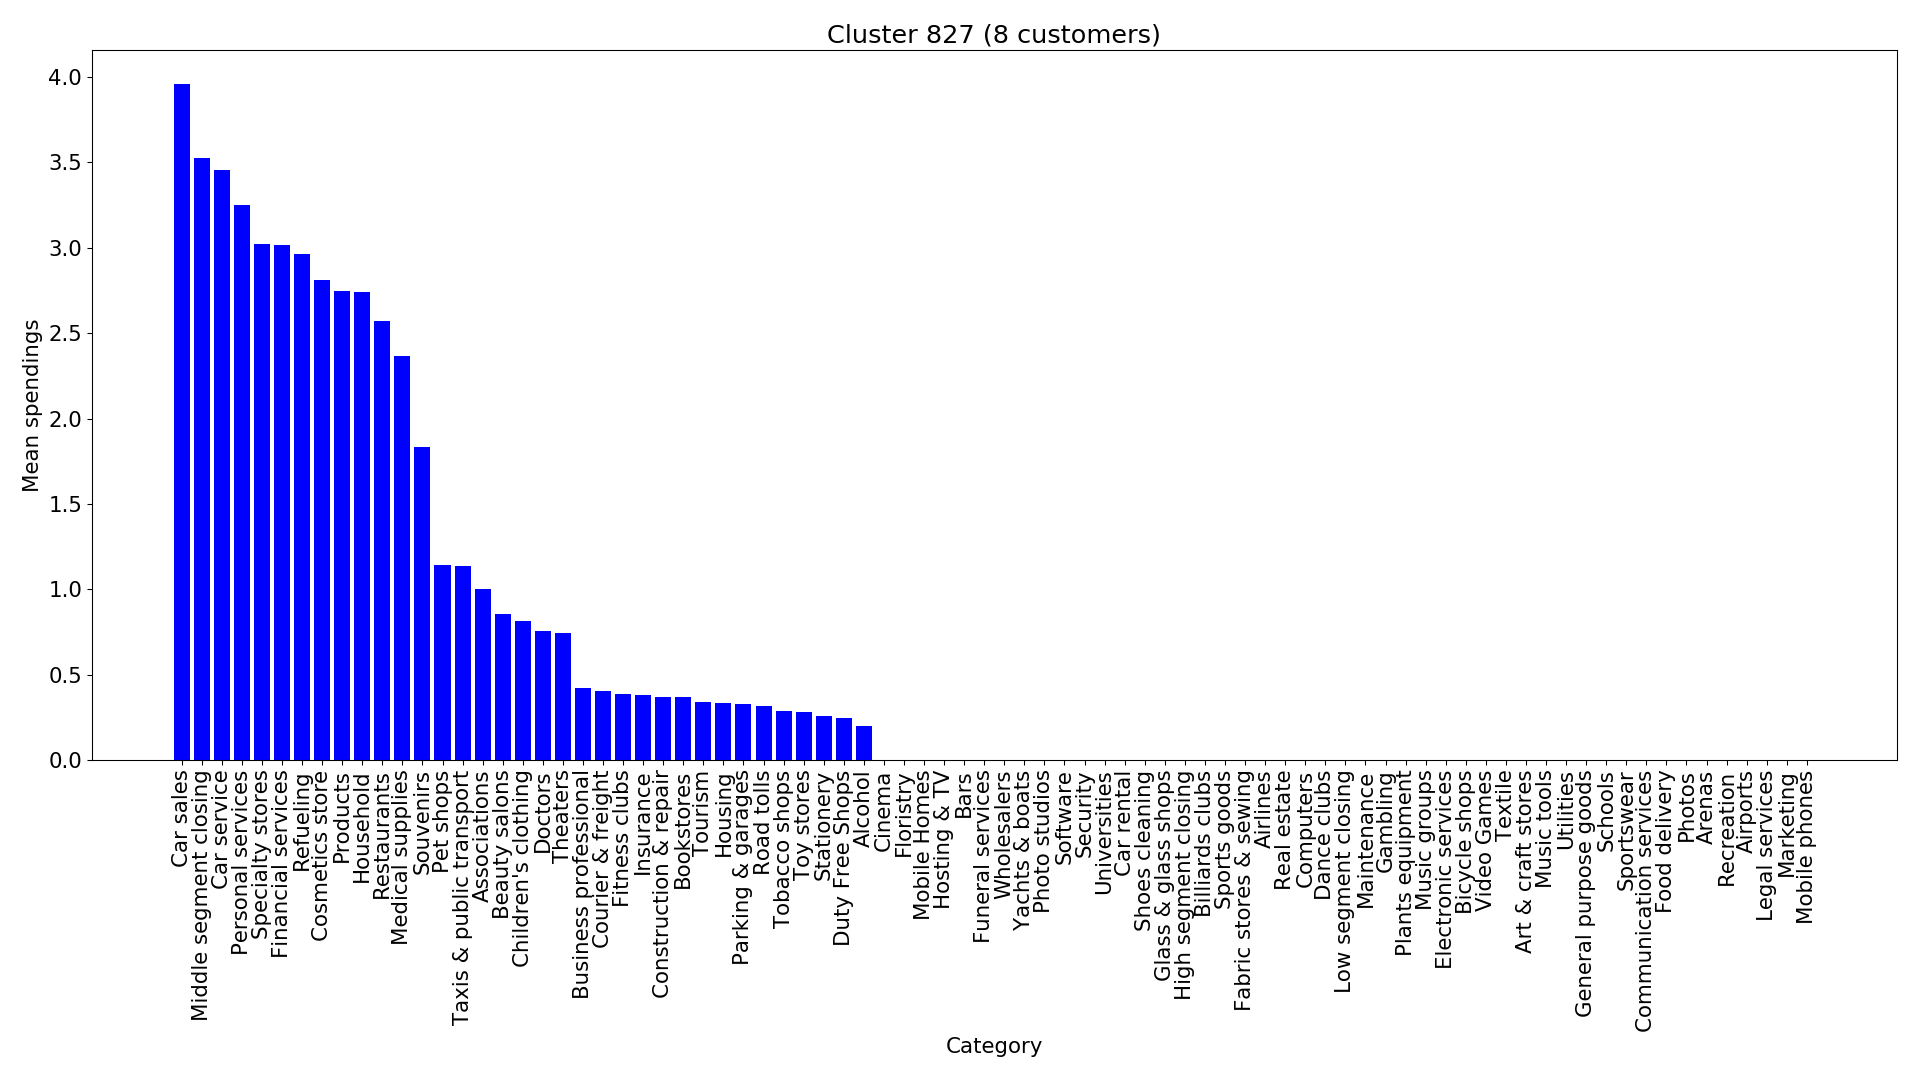 Cluster 827 (8 customers)
Mean spendings
4.0
3.5
3.0
2.5
2.0
1.5
1.0
0.5
0.0
Car sales
Middle segment closing
Car service
Personal services
Specialty stores
Financial services
Refuelling
Cosmetics store
Products
Household
Restaurants
Medical supplies
Souvenirs
Pet shops
Taxis & public transport
Associations
Beauty salons
Children's clothing
Doctors
Theaters
Business professional
Courier & freight
Fitness clubs
Insurance
Construction & repair
Bookstores
Tourism
Housing
Parking & garages
Road tolls
Tobacco shops
Toy stores
Stationery
Duty Free Shops
Alcohol
Cinema
Floristry
Mobile Homes
Hosting & TV
Bars
Funeral services
Wholesalers
Yachts & boats
Photo studios
Software
Security
Universities
Car rental
Shoes cleaning
Glass & glass shops
High segment closing
Billiards clubs
Sports goods
Fabric stores & sewing
Airlines
Real estate
Computers
Dance clubs
Low segment closing
Maintenance
Gambling
Plants equipment
Music groups
Electronic services
Bicycle shops
Video Games
Textile
Art & craft stores
Music tools
Utilities
General purpose goods
Schools
Sportswear
Communication services
Food delivery
Photos
Arenas
Recreation
Airports
Legal services
Marketing
Mobile phones
Category